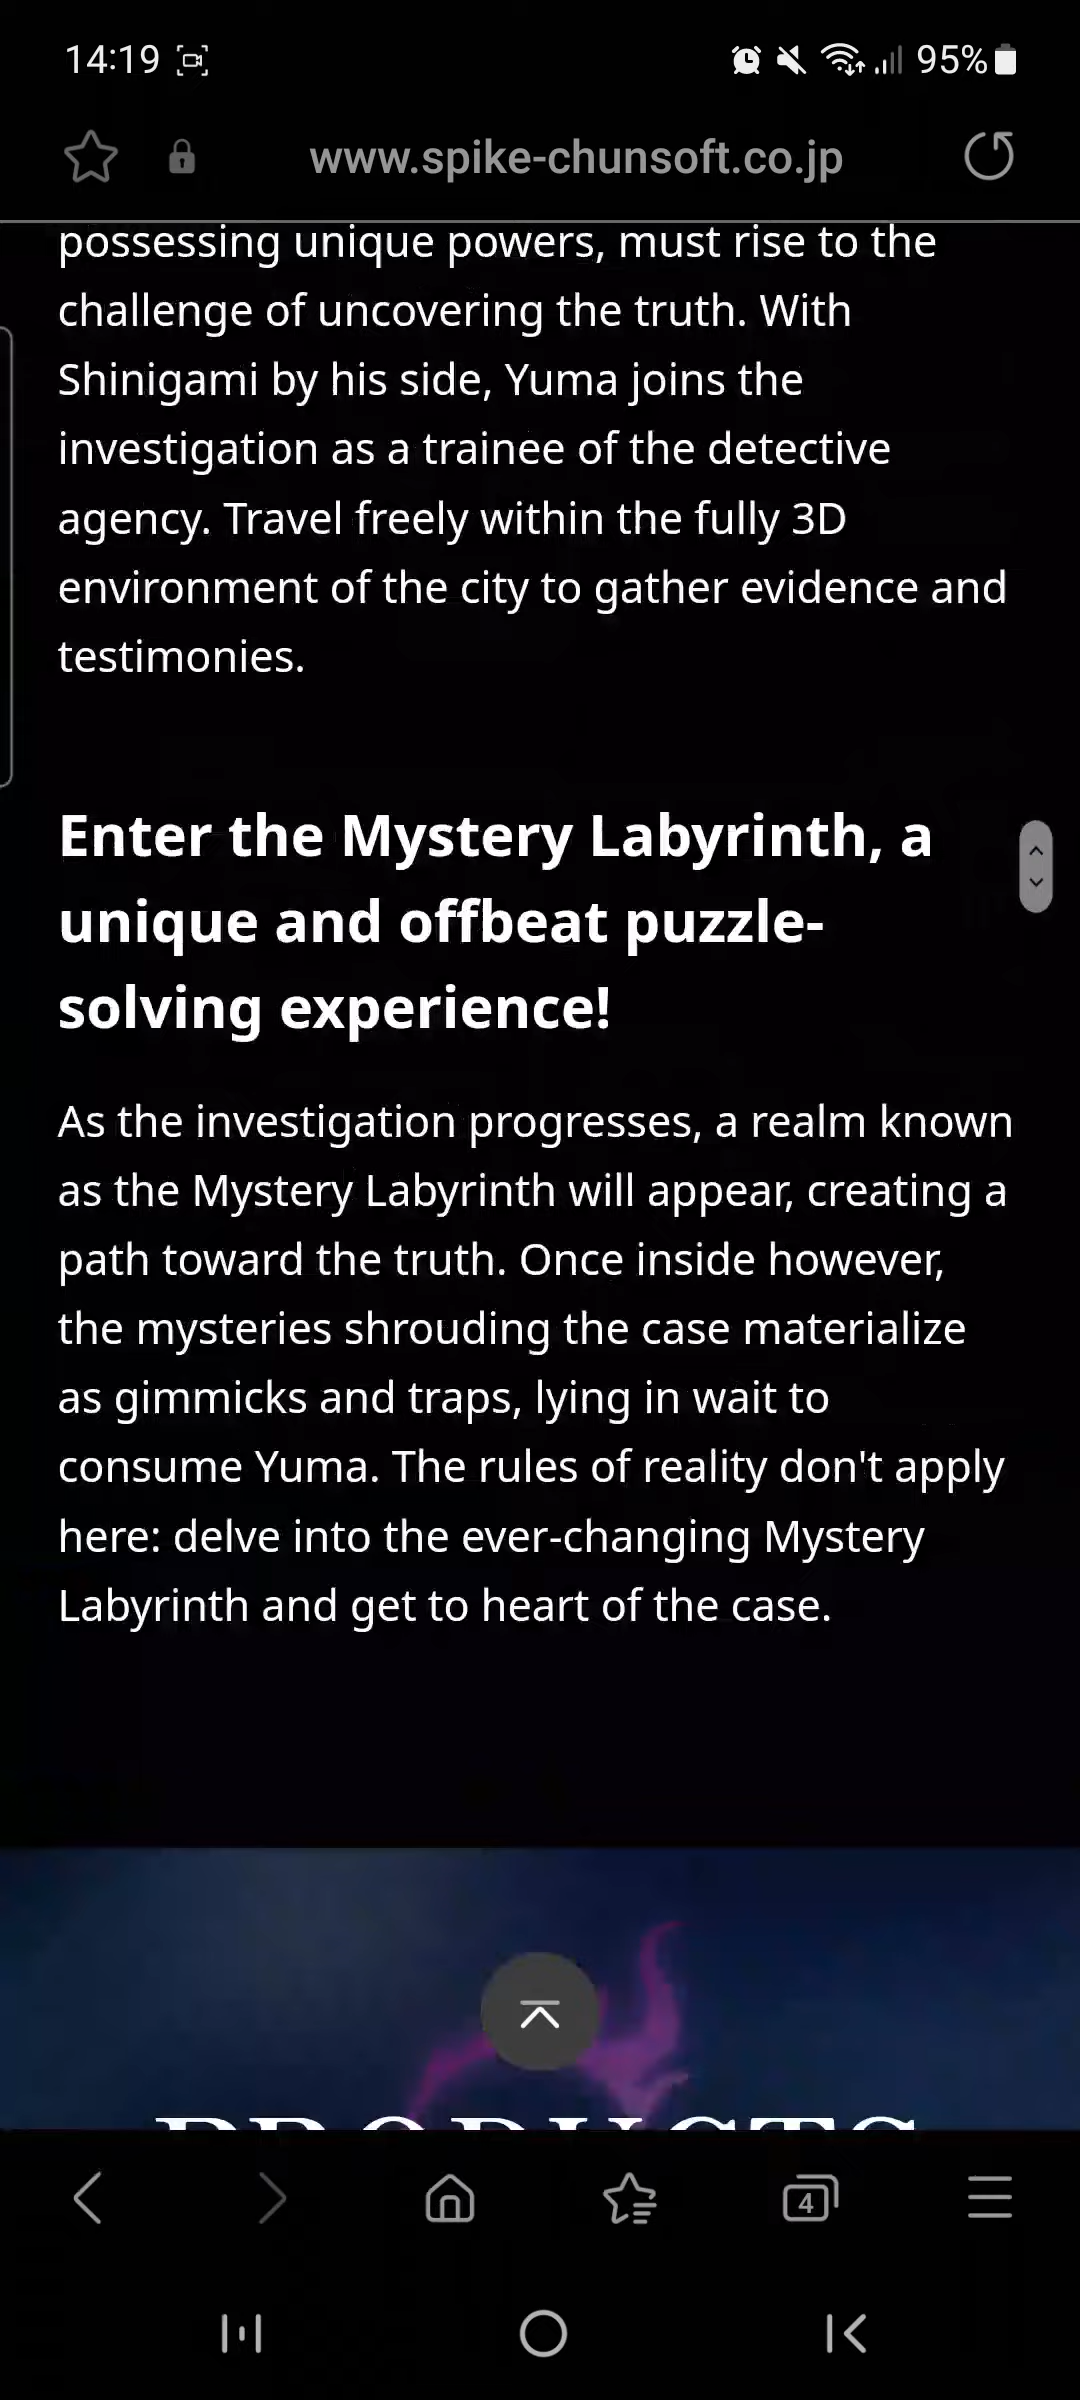 14:19
95%
www.spike-chunsoft.co.jp
possessing unique powers, must rise to the
challenge of uncovering the truth. With
Shinigami by his side, Yuma joins the
investigation as a trainee of the detective
agency. Travel freely within the fully 3D
environment of the city to gather evidence and
testimonies.
Enter the Mystery Labyrinth, a
unique and offbeat puzzle-
solving experience!
As the investigation progresses, a realm known
as the Mystery Labyrinth will appear, creating a
path toward the truth. Once inside however,
the mysteries shrouding the case materialize
as gimmicks and traps, lying in wait to
consume Yuma. The rules of reality don't apply
here: delve into the ever-changing Mystery
Labyrinth and get to heart of the case.
PRODUCTS
4